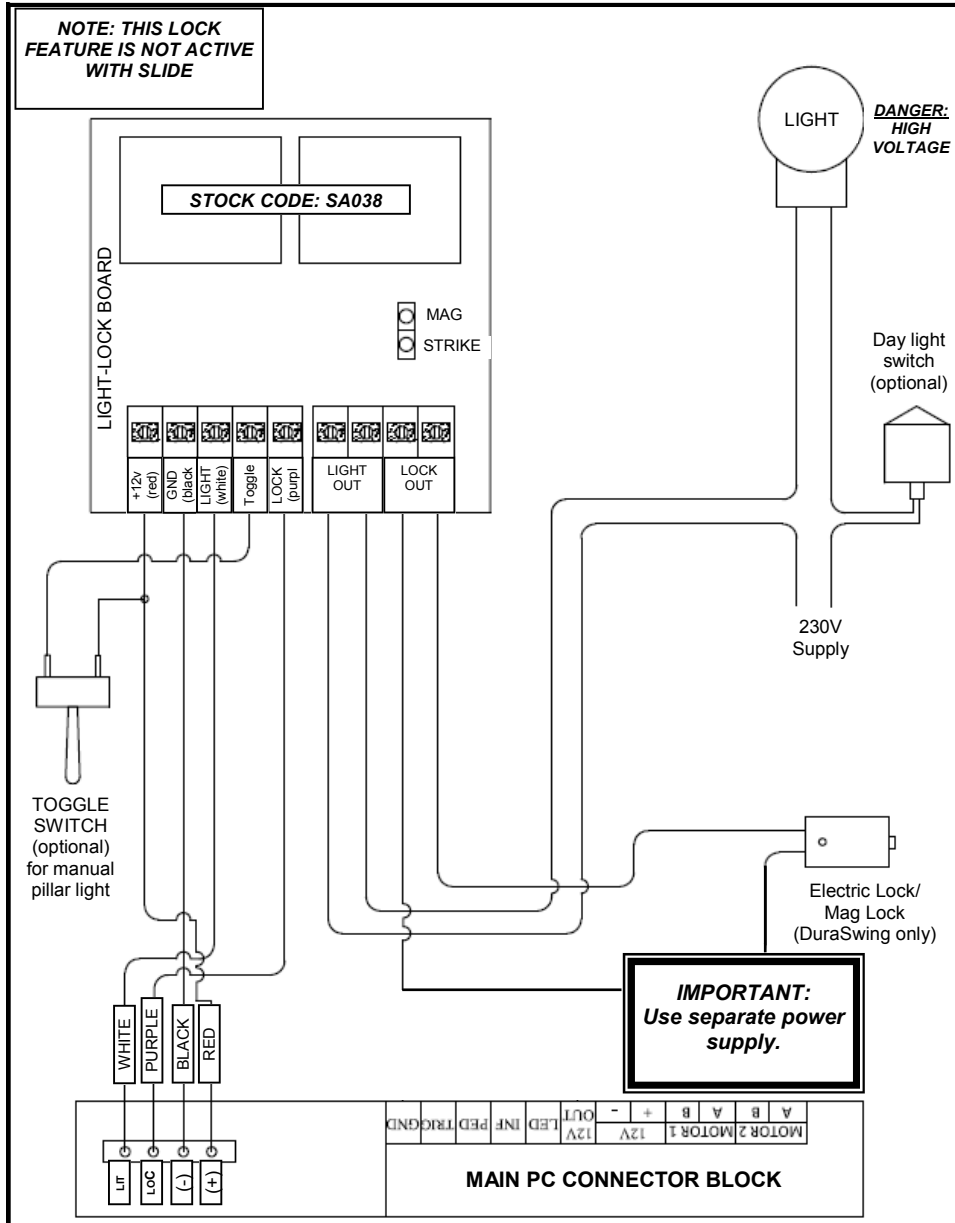 NOTE: THIS LOCK
FEATURE IS NOT ACTIVE
WITH SLIDE
LIGHT
DANGER:
HIGH
VOLTAGE
STOCK CODE: SA038
LIGHT-LOCK BOARD
MAG
STRIKE
Day light
switch
(optional)
+12v
(red)
GND
(black
LIGHT
(white)
Toggle
LOCK
(purpl
LIGHT
OUT
LOCK
OUT
230V
Supply
TOGGLE
SWITCH
(optional)
for manual
pillar light
Electric Lock/
Mag Lock
(DuraSwing only)
IMPORTANT:
Use separate power
supply.
WHITE
PURPLE
BLACK
RED
GND
TRIG
PED
INF
LED
12V
OUT
12V
-
+
MOTOR 1
B
A
MOTOR 2
B
A
LIT
LOC
(-)
(+)
MAIN PC CONNECTOR BLOCK